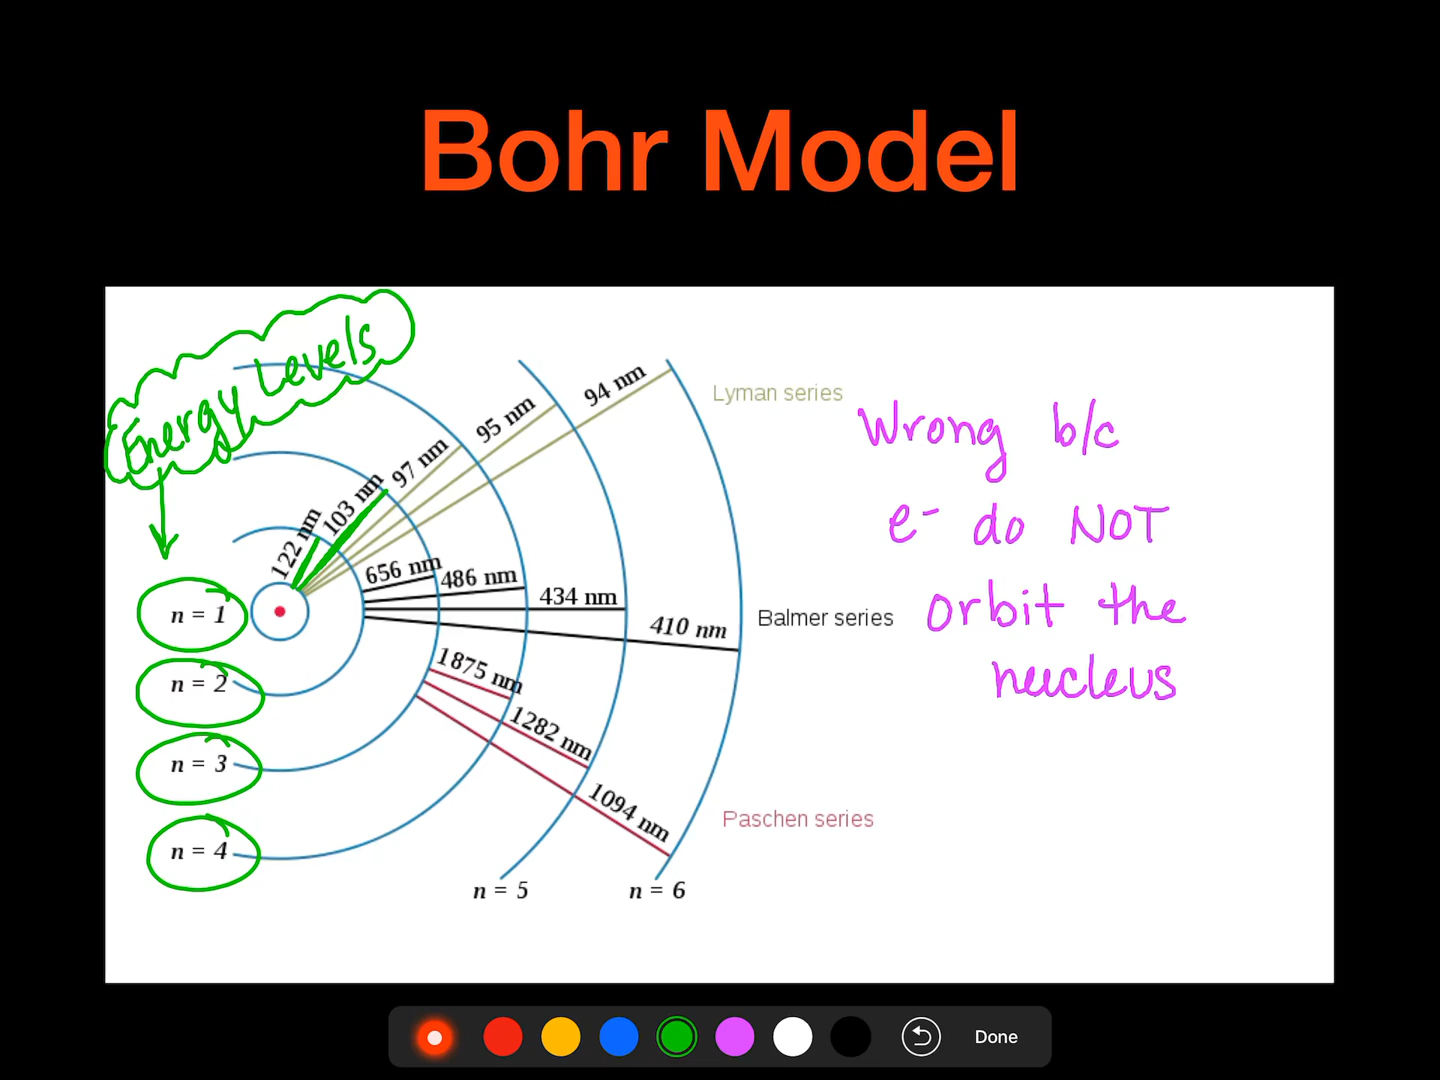 Bohr Model
Energy Levels
122 nm
103 nm
97 nm
95 nm
94 nm
Lyman series
Wrong b/c
e- do NOT
orbit the
nucleus
656 nm
486 nm
434 nm
410 nm
Balmer series
1875 nm
1282 nm
1094 nm
Paschen series
n = 1
n = 2
n = 3
n = 4
n = 5
n = 6
Done